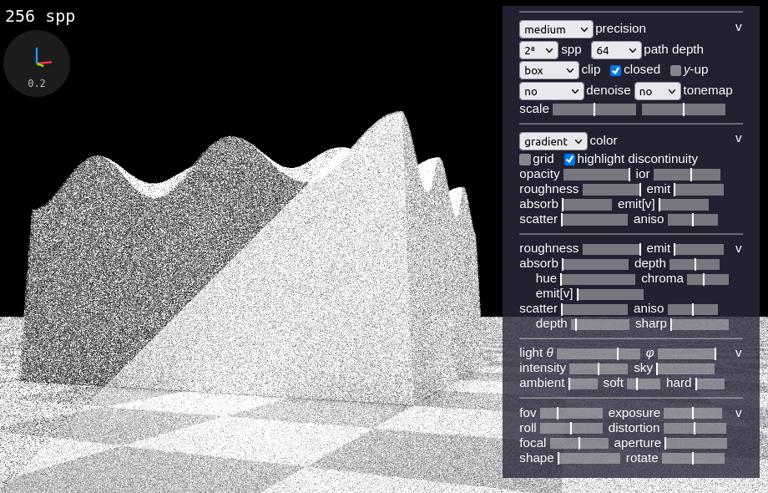 256 spp
0.2
medium precision v
2⁸ spp 64 path depth
box clip closed y-up
no denoise no tonemap
scale
gradient color v
grid highlight discontinuity
opacity ior
roughness emit
absorb emit[v]
scatter aniso
roughness emit v
absorb depth
hue chroma
emit[v]
scatter aniso
depth sharp
light θ φ v
intensity sky
ambient soft hard
fov exposure v
roll distortion
focal aperture
shape rotate